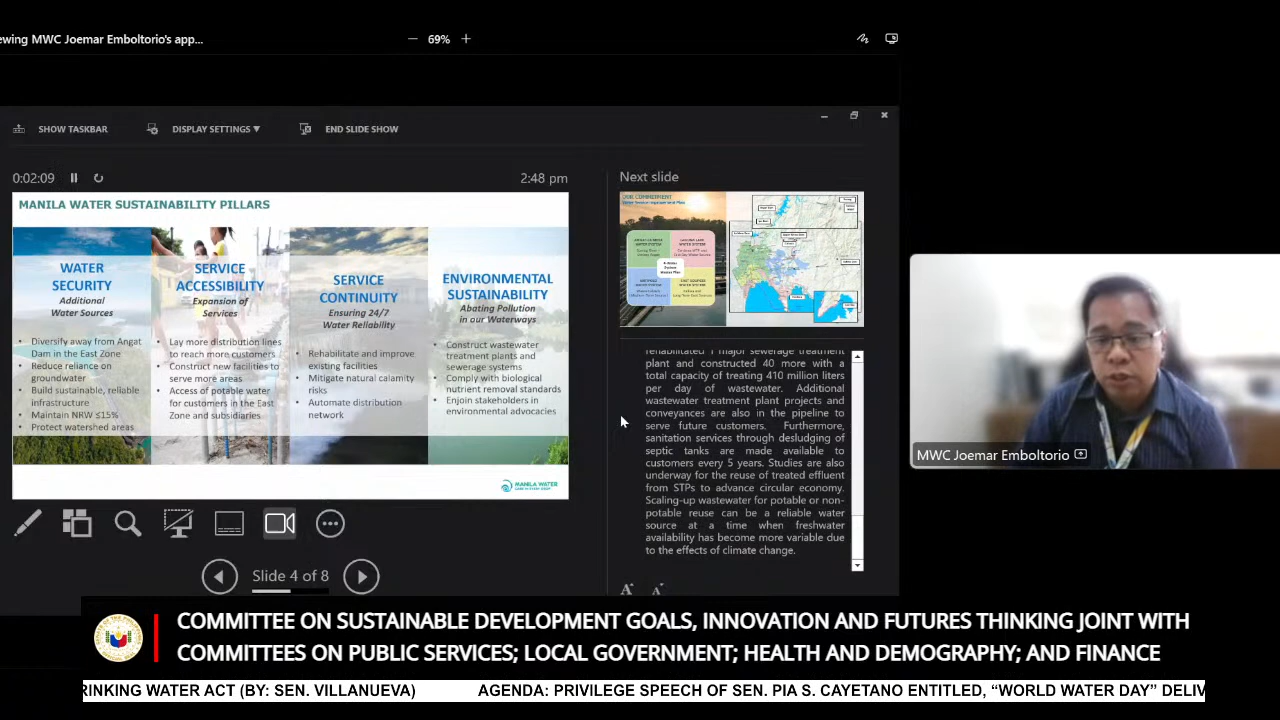 ewing MWC Joemar Emboltorio's app...
69%
SHOW TASKBAR
DISPLAY SETTINGS
END SLIDE SHOW
0:02:09
2:48 pm
MANILA WATER SUSTAINABILITY PILLARS
WATER
SECURITY
Additional
Water Sources
• Diversify away from Angat
Dam in the East Zone
• Reduce reliance on
groundwater
• Build sustainable, reliable
infrastructure
• Maintain NRW ≤15%
• Protect watershed areas
SERVICE
ACCESSIBILITY
Expansion of
Services
• Lay more distribution lines
to reach more customers
• Construct new facilities to
serve more areas
• Access of potable water
for customers in the East
Zone and subsidiaries
SERVICE
CONTINUITY
Ensuring 24/7
Water Reliability
• Rehabilitate and improve
existing facilities
• Mitigate natural calamity
risks
• Automate distribution
network
ENVIRONMENTAL
SUSTAINABILITY
Abating Pollution
in our Waterways
• Construct wastewater
treatment plants and
sewerage systems
• Comply with biological
nutrient removal standards
• Enjoin stakeholders in
environmental advocacies
MANILA WATER
Slide 4 of 8
Next slide
OUR COMMITMENT
rehabilitated 1 major sewerage treatment
plant and constructed 40 more with a
total capacity of treating 410 million liters
per day of wastewater. Additional
wastewater treatment plant projects and
conveyances are also in the pipeline to
serve future customers. Furthermore,
sanitation services through desludging of
septic tanks are made available to
customers every 5 years. Studies are also
underway for the reuse of treated effluent
from STPs to advance circular economy.
Scaling-up wastewater for potable or non-
potable reuse can be a reliable water
source at a time when freshwater
availability has become more variable due
to the effects of climate change.
MWC Joemar Emboltorio
COMMITTEE ON SUSTAINABLE DEVELOPMENT GOALS, INNOVATION AND FUTURES THINKING JOINT WITH
COMMITTEES ON PUBLIC SERVICES; LOCAL GOVERNMENT; HEALTH AND DEMOGRAPHY; AND FINANCE
RINKING WATER ACT (BY: SEN. VILLANUEVA) AGENDA: PRIVILEGE SPEECH OF SEN. PIA S. CAYETANO ENTITLED, “WORLD WATER DAY” DELIV